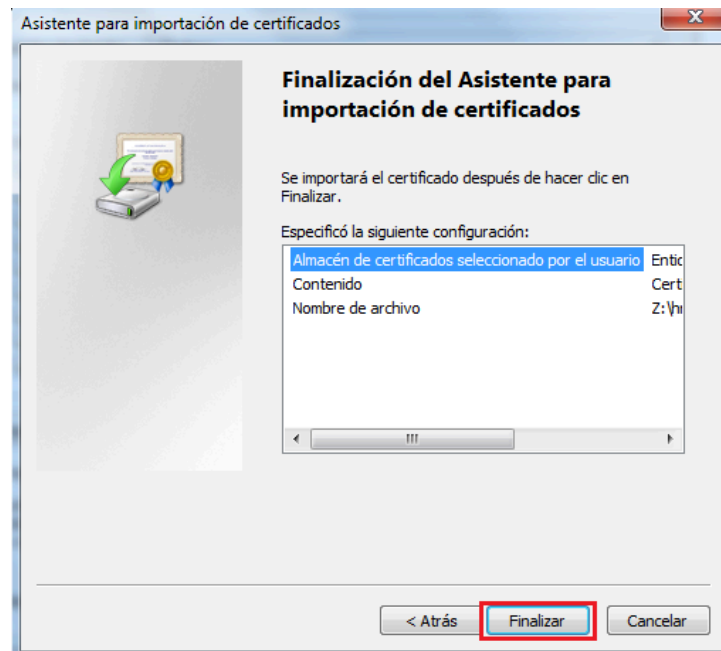 Asistente para importación de certificados
Finalización del Asistente para
importación de certificados
Se importará el certificado después de hacer clic en
Finalizar.
Especificó la siguiente configuración:
Almacén de certificados seleccionado por el usuario Entic
Contenido Cert
Nombre de archivo Z:\
< Atrás Finalizar Cancelar